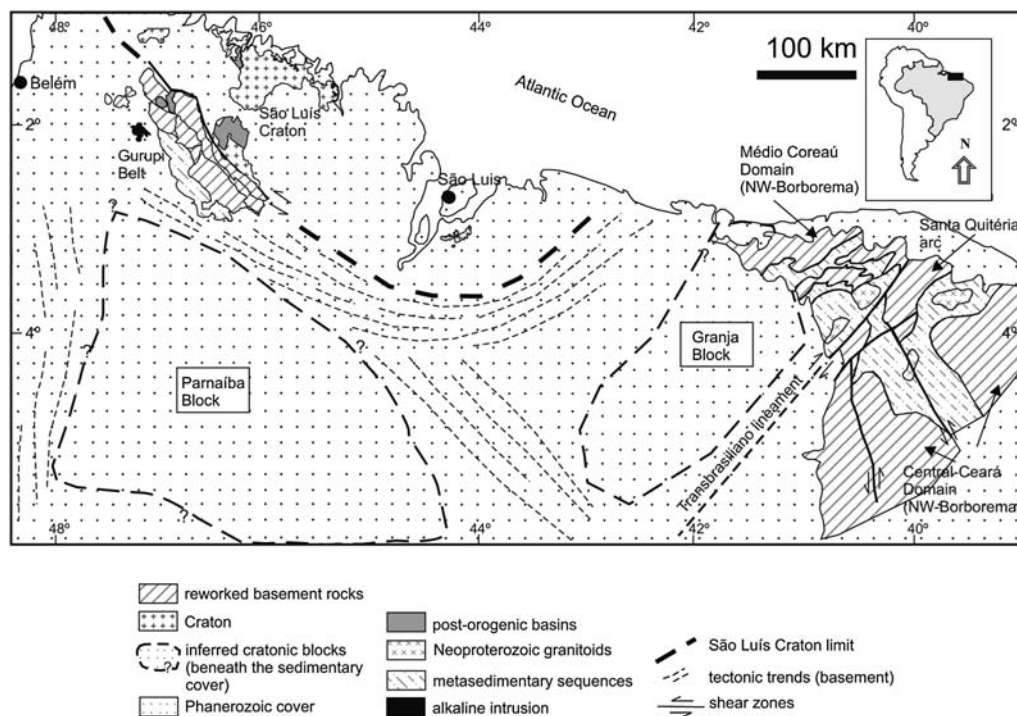 48°
46°
42°
40°
100 km
Belém
Atlantic Ocean
São Luís
Craton
2°
2°
N
Gurupi
Belt
São Luis
Médio Coreaú
Domain
(NW-Borborema)
Santa Quitéria
arc
?
?
4°
4°
?
?
Granja
Block
Parnaíba
Block
Transbrasiliano lineament
Central-Ceará
Domain
(NW-Borborema)
?
48°
44°
42°
40°
reworked basement rocks
Craton
inferred cratonic blocks
(beneath the sedimentary
cover)
?
Phanerozoic cover
post-orogenic basins
Neoproterozoic granitoids
metasedimentary sequences
alkaline intrusion
São Luís Craton limit
tectonic trends (basement)
shear zones